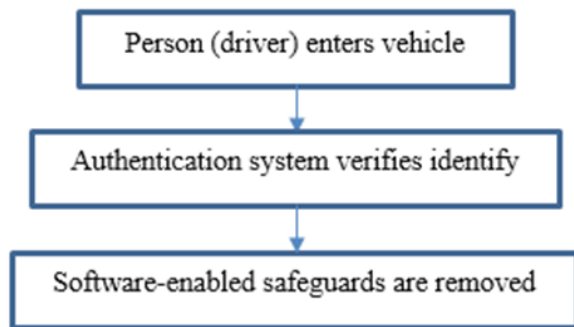 Person (driver) enters vehicle
Authentication system verifies identify
Software-enabled safeguards are removed